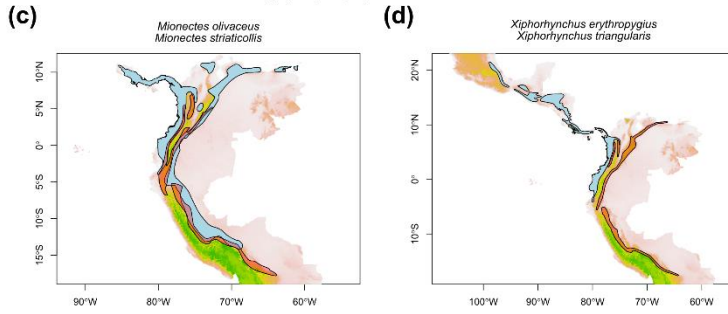 (c)
Mionectes olivaceus
Mionectes striaticollis
10°N
5°N
0°
5°S
10°S
15°S
90°W 80°W 70°W 60°W
(d)
Xiphorhynchus erythropygius
Xiphorhynchus triangularis
20°N
10°N
0°
10°S
100°W 90°W 80°W 70°W 60°W